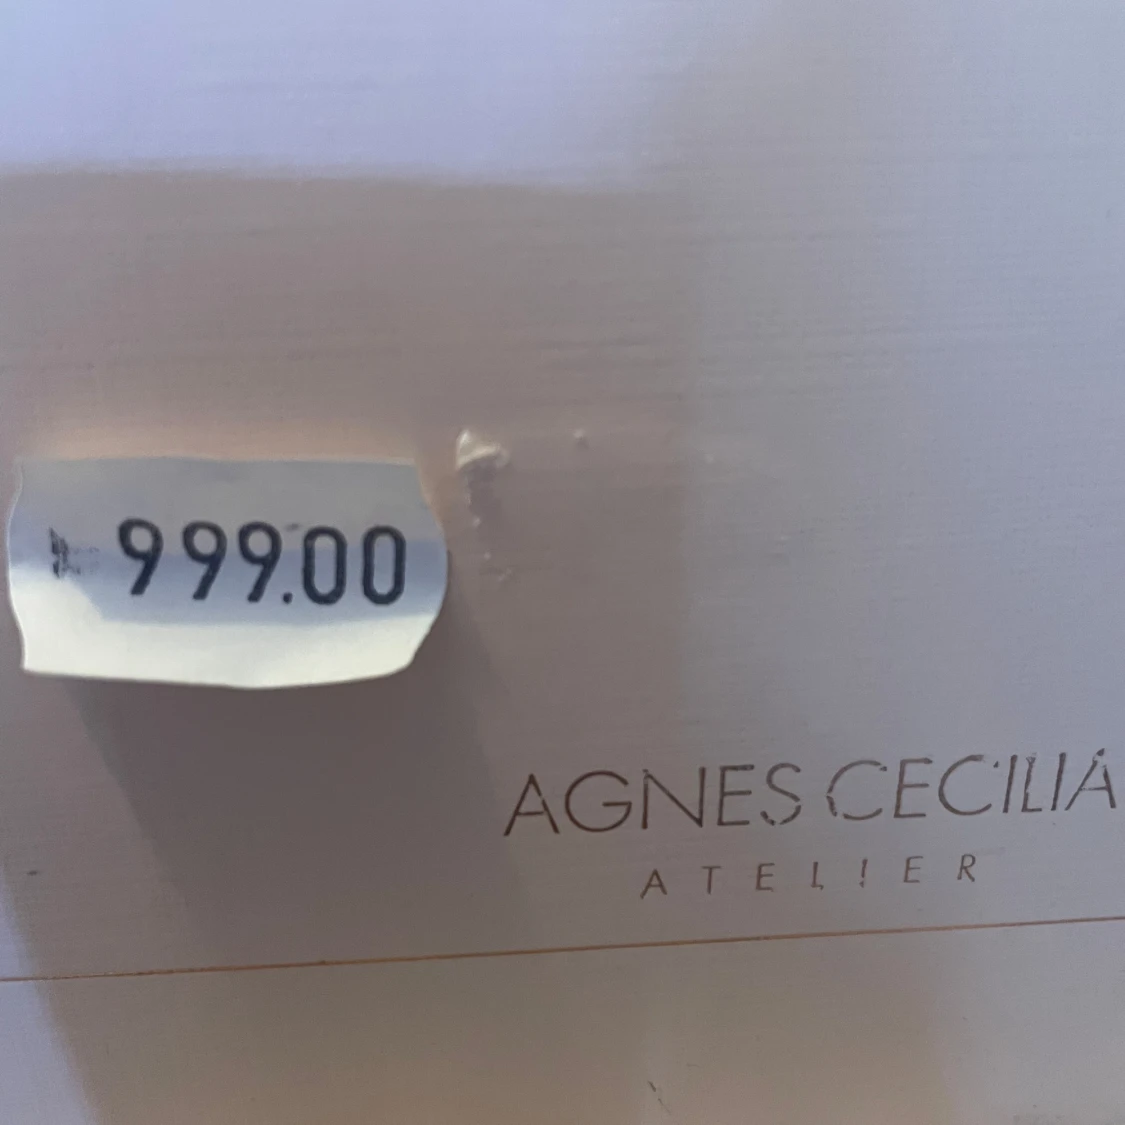 999.00
AGNES CECILIA
ATELIER